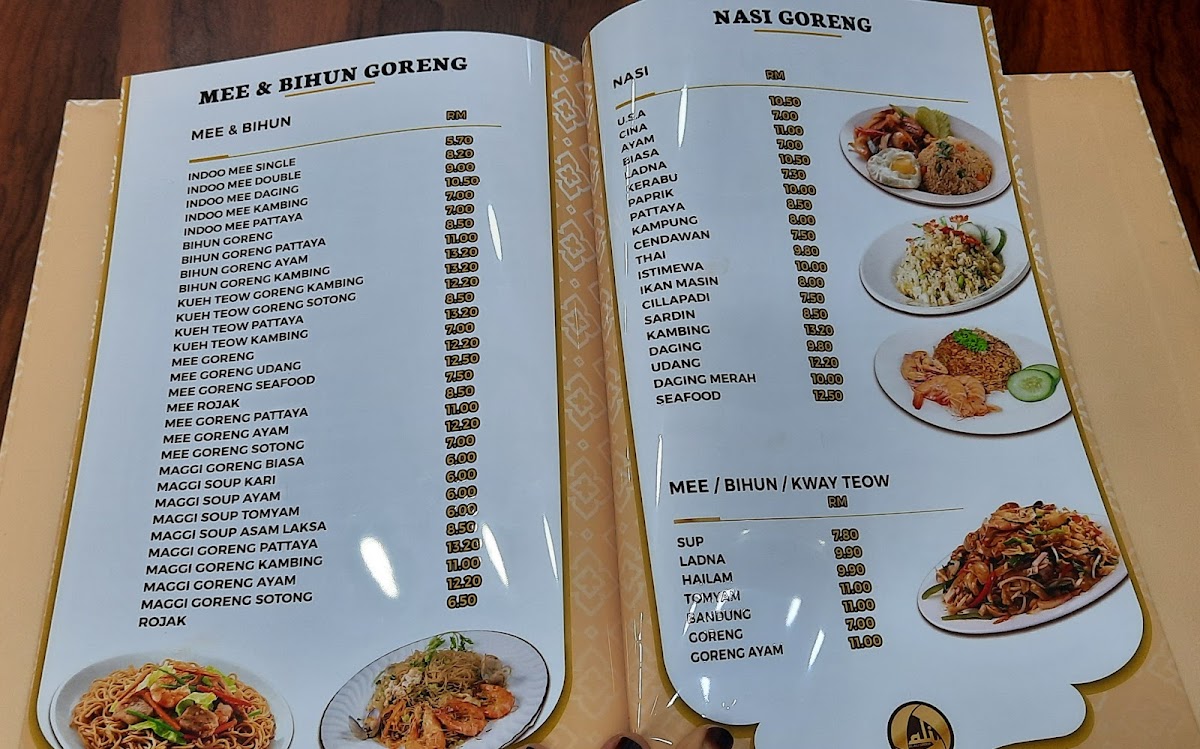 MEE & BIHUN GORENG
MEE & BIHUN RM
INDOO MEE SINGLE 5.70
INDOO MEE DOUBLE 8.20
INDOO MEE DAGING 9.00
INDOO MEE KAMBING 10.50
INDOO MEE PATTAYA 7.00
BIHUN GORENG 7.00
BIHUN GORENG PATTAYA 8.50
BIHUN GORENG AYAM 11.00
BIHUN GORENG KAMBING 13.20
KUEH TEOW GORENG KAMBING 13.20
KUEH TEOW GORENG SOTONG 12.20
KUEH TEOW PATTAYA 8.50
KUEH TEOW KAMBING 13.20
MEE GORENG 7.00
MEE GORENG UDANG 12.20
MEE GORENG SEAFOOD 12.50
MEE ROJAK 7.50
MEE GORENG PATTAYA 8.50
MEE GORENG AYAM 11.00
MEE GORENG SOTONG 12.20
MAGGI GORENG BIASA 7.00
MAGGI SOUP KARI 6.00
MAGGI SOUP AYAM 6.00
MAGGI SOUP TOMYAM 6.00
MAGGI SOUP ASAM LAKSA 6.00
MAGGI GORENG PATTAYA 8.50
MAGGI GORENG KAMBING 13.20
MAGGI GORENG AYAM 11.00
MAGGI GORENG SOTONG 12.20
ROJAK 6.50
NASI GORENG
NASI RM
U.S.A 10.50
CINA 7.00
AYAM 11.00
BIASA 7.00
LADNA 10.50
KERABU 7.30
PAPRIK 10.00
PATTAYA 8.50
KAMPUNG 8.00
CENDAWAN 7.50
THAI 9.80
ISTIMEWA 10.00
IKAN MASIN 8.00
CILLAPADI 7.50
SARDIN 8.50
KAMBING 13.20
DAGING 9.80
UDANG 12.20
DAGING MERAH 10.00
SEAFOOD 12.50
MEE / BIHUN / KWAY TEOW
RM
SUP 7.80
LADNA 9.90
HAILAM 9.90
TOMYAM 11.00
BANDUNG 11.00
GORENG 7.00
GORENG AYAM 11.00